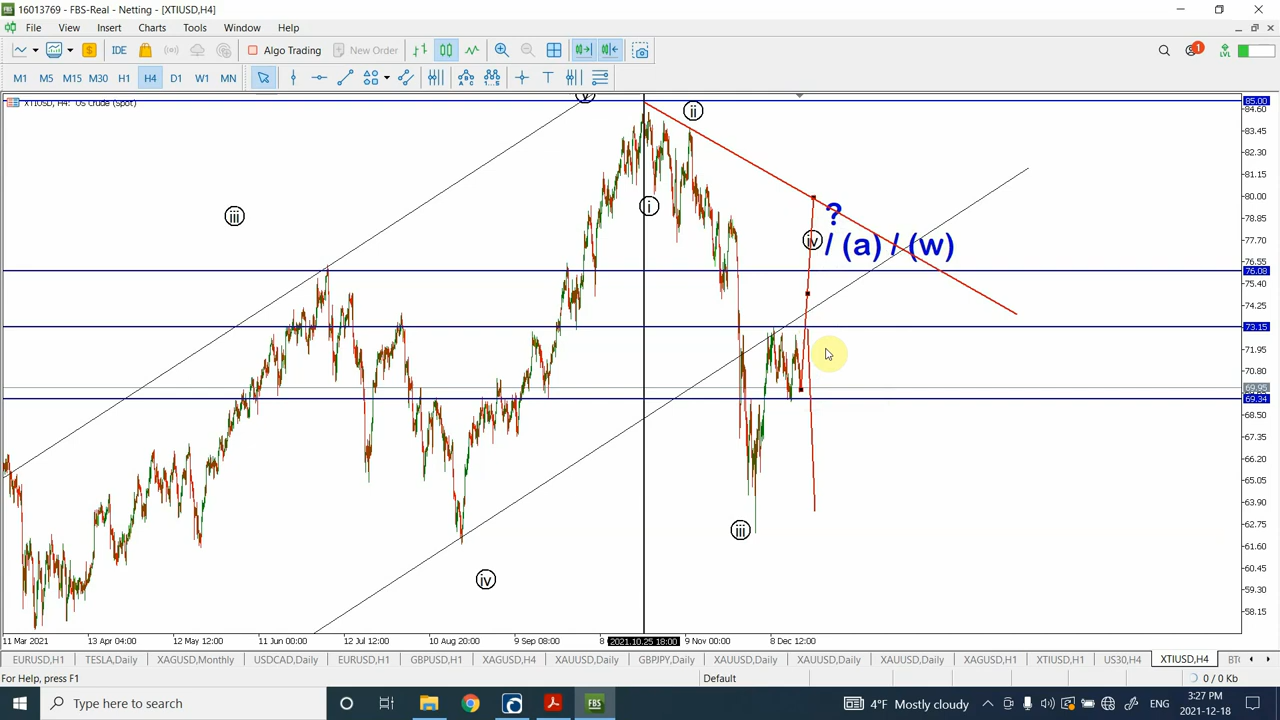 16013769 - FBS-Real - Netting - [XTIUSD,H4]
File View Insert Charts Tools Window Help
IDE Algo Trading New Order 1 LVL
M1 M5 M15 M30 H1 H4 D1 W1 MN
XTIUSD, H4: US Crude (Spot)
85.00
84.60
83.45
82.30
81.15
80.00
78.85
77.70
76.55
76.08
75.40
74.25
73.15
71.95
70.80
69.95
69.34
68.50
67.35
66.20
65.05
63.90
62.75
61.60
60.45
59.30
58.15
v
ii
iii
i
?
iv / (a) / (w)
iii
iv
11 Mar 2021 13 Apr 04:00 12 May 12:00 11 Jun 00:00 12 Jul 12:00 10 Aug 20:00 9 Sep 08:00 8 2021.10.25 18:00 9 Nov 00:00 8 Dec 12:00
EURUSD,H1 TESLA,Daily XAGUSD,Monthly USDCAD,Daily EURUSD,H1 GBPUSD,H1 XAGUSD,H4 XAUUSD,Daily GBPJPY,Daily XAUUSD,Daily XAUUSD,Daily XAUUSD,Daily XAGUSD,H1 XTIUSD,H1 US30,H4 XTIUSD,H4 BTC
For Help, press F1 Default 0 / 0 Kb
Type here to search FBS 4°F Mostly cloudy ENG 3:27 PM
2021-12-18